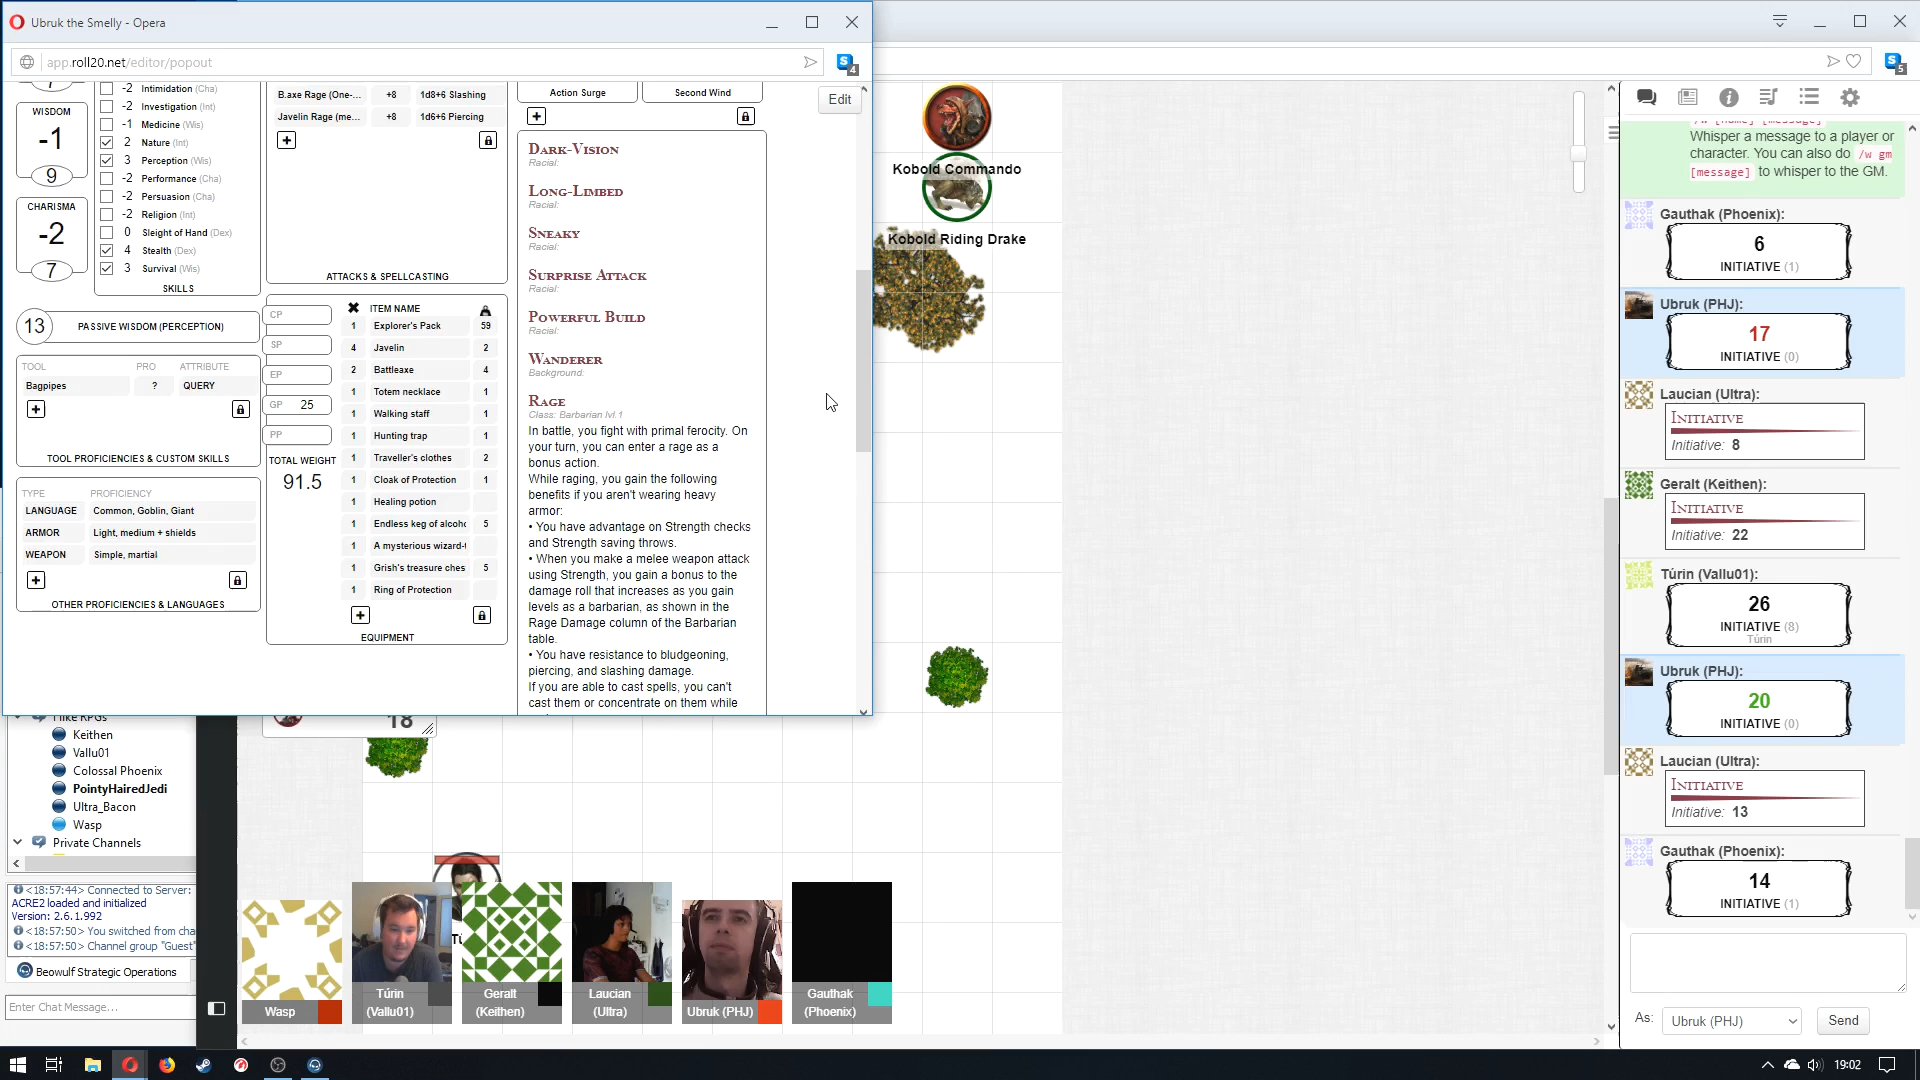 Ubruk the Smelly - Opera
app.roll20.net/editor/popout
4
5
Edit
WISDOM
-1
9
CHARISMA
-2
7
-2 Intimidation (Cha)
-2 Investigation (Int)
-1 Medicine (Wis)
2 Nature (Int)
3 Perception (Wis)
-2 Performance (Cha)
-2 Persuasion (Cha)
-2 Religion (Int)
0 Sleight of Hand (Dex)
4 Stealth (Dex)
3 Survival (Wis)
SKILLS
13 PASSIVE WISDOM (PERCEPTION)
TOOL PRO ATTRIBUTE
Bagpipes ? QUERY
TOOL PROFICIENCIES & CUSTOM SKILLS
TYPE PROFICIENCY
LANGUAGE Common, Goblin, Giant
ARMOR Light, medium + shields
WEAPON Simple, martial
OTHER PROFICIENCIES & LANGUAGES
B.axe Rage (One-... +8 1d8+6 Slashing
Javelin Rage (me... +8 1d6+6 Piercing
ATTACKS & SPELLCASTING
CP
SP
EP
GP 25
PP
TOTAL WEIGHT
91.5
ITEM NAME
1 Explorer's Pack 59
4 Javelin 2
2 Battleaxe 4
1 Totem necklace 1
1 Walking staff 1
1 Hunting trap 1
1 Traveller's clothes 2
1 Cloak of Protection 1
1 Healing potion
1 Endless keg of alcoho 5
1 A mysterious wizard-t
1 Grish's treasure ches 5
1 Ring of Protection
EQUIPMENT
Action Surge
Second Wind
DARK-VISION
Racial:
LONG-LIMBED
Racial:
SNEAKY
Racial:
SURPRISE ATTACK
Racial:
POWERFUL BUILD
Racial:
WANDERER
Background:
RAGE
Class: Barbarian lvl 1
In battle, you fight with primal ferocity. On
your turn, you can enter a rage as a
bonus action.
While raging, you gain the following
benefits if you aren't wearing heavy
armor:
• You have advantage on Strength checks
and Strength saving throws.
• When you make a melee weapon attack
using Strength, you gain a bonus to the
damage roll that increases as you gain
levels as a barbarian, as shown in the
Rage Damage column of the Barbarian
table.
• You have resistance to bludgeoning,
piercing, and slashing damage.
If you are able to cast spells, you can't
cast them or concentrate on them while
Kobold Commando
Kobold Riding Drake
18
I like RPGs
Keithen
Vallu01
Colossal Phoenix
PointyHairedJedi
Ultra_Bacon
Wasp
Private Channels
<18:57:44> Connected to Server:
ACRE2 loaded and initialized
Version: 2.6.1.992
<18:57:50> You switched from cha
<18:57:50> Channel group "Guest"
Beowulf Strategic Operations
Enter Chat Message...
Tú
Wasp
Túrin
(Vallu01)
Geralt
(Keithen)
Laucian
(Ultra)
Ubruk (PHJ)
Gauthak
(Phoenix)
/w [name] [message]
Whisper a message to a player or
character. You can also do /w gm
[message] to whisper to the GM.
Gauthak (Phoenix):
6
INITIATIVE (1)
Ubruk (PHJ):
17
INITIATIVE (0)
Laucian (Ultra):
INITIATIVE
Initiative: 8
Geralt (Keithen):
INITIATIVE
Initiative: 22
Túrin (Vallu01):
26
INITIATIVE (8)
Túrin
Ubruk (PHJ):
20
INITIATIVE (0)
Laucian (Ultra):
INITIATIVE
Initiative: 13
Gauthak (Phoenix):
14
INITIATIVE (1)
As: Ubruk (PHJ) Send
19:02